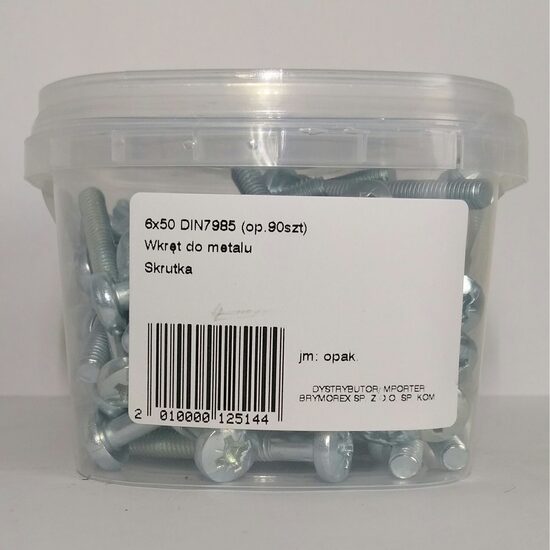 6x50 DIN7985 (op.90szt)
Wkręt do metalu
Skrutka
jm: opak.
2 010000 125144
DYSTRYBUTOR/IMPORTER
BRYMOREX SP. Z O.O. SP. KOM